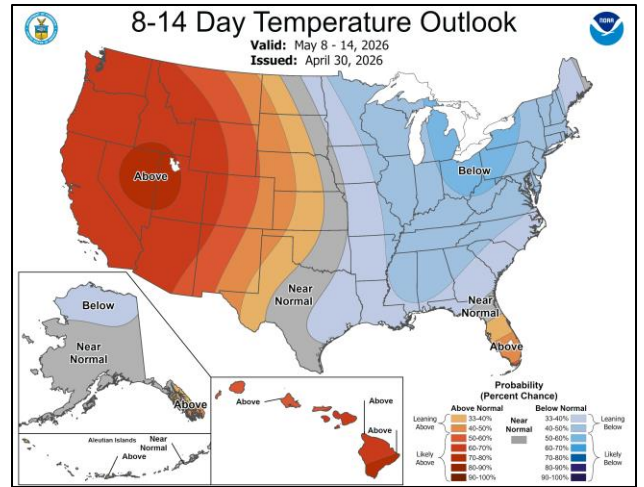 8-14 Day Temperature Outlook
Valid: May 8 - 14, 2026
Issued: April 30, 2026
NOAA
Above
Below
Near
Normal
Near
Normal
Above
Below
Near
Normal
Above
Aleutian Islands
Near
Normal
Above
Above
Above
Above
Probability
(Percent Chance)
Above Normal
Near
Normal
Below Normal
Leaning
Above
33-40%
40-50%
Likely
Above
50-60%
60-70%
70-80%
80-90%
90-100%
33-40%
40-50%
Leaning
Below
50-60%
60-70%
70-80%
80-90%
90-100%
Likely
Below